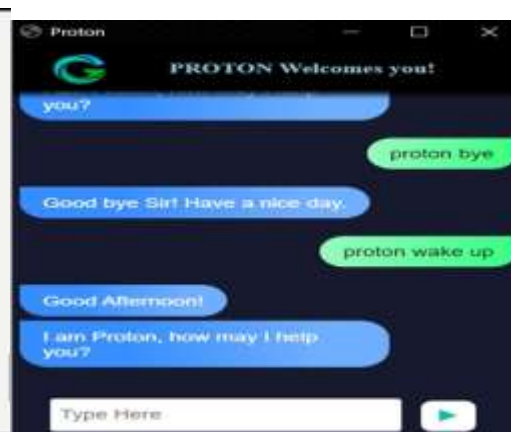 Proton
PROTON Welcomes you!
you?
proton bye
Good bye Sir! Have a nice day.
proton wake up
Good Afternoon!
I am Proton, how may I help
you?
Type Here